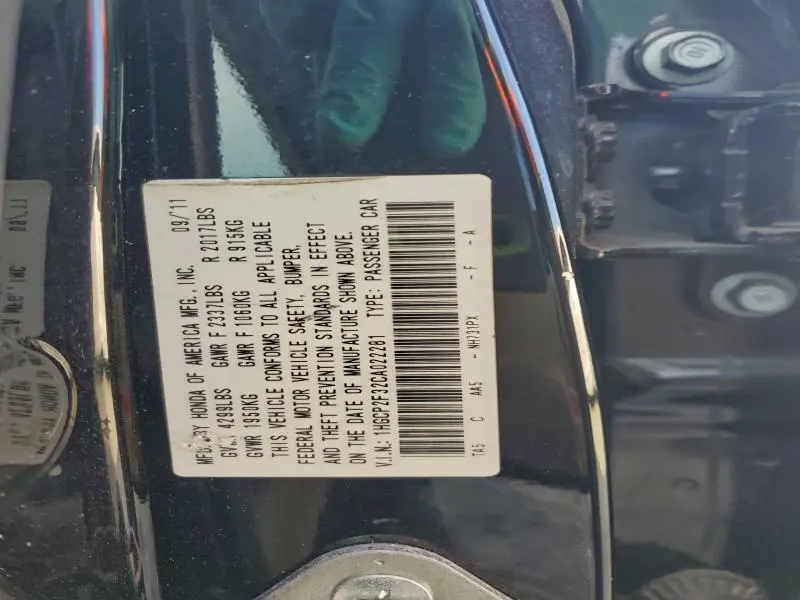 MFD. BY HONDA OF AMERICA MFG., INC. 09/'11
GVWR 4299LBS GAWR F 2337LBS R 2017LBS
GVWR 1950KG GAWR F 1060KG R 915KG
THIS VEHICLE CONFORMS TO ALL APPLICABLE
FEDERAL MOTOR VEHICLE SAFETY, BUMPER,
AND THEFT PREVENTION STANDARDS IN EFFECT
ON THE DATE OF MANUFACTURE SHOWN ABOVE.
V.I.N.: 1HGCP2F32CA022281 TYPE: PASSENGER CAR
TA5 C AA5 - NH731PX - F - A